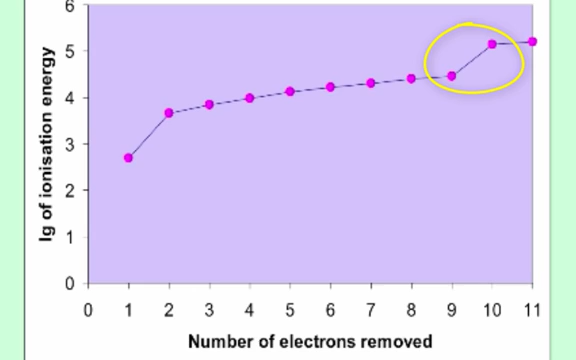 6
5
4
3
2
1
0
lg of ionisation energy
0 1 2 3 4 5 6 7 8 9 10 11
Number of electrons removed